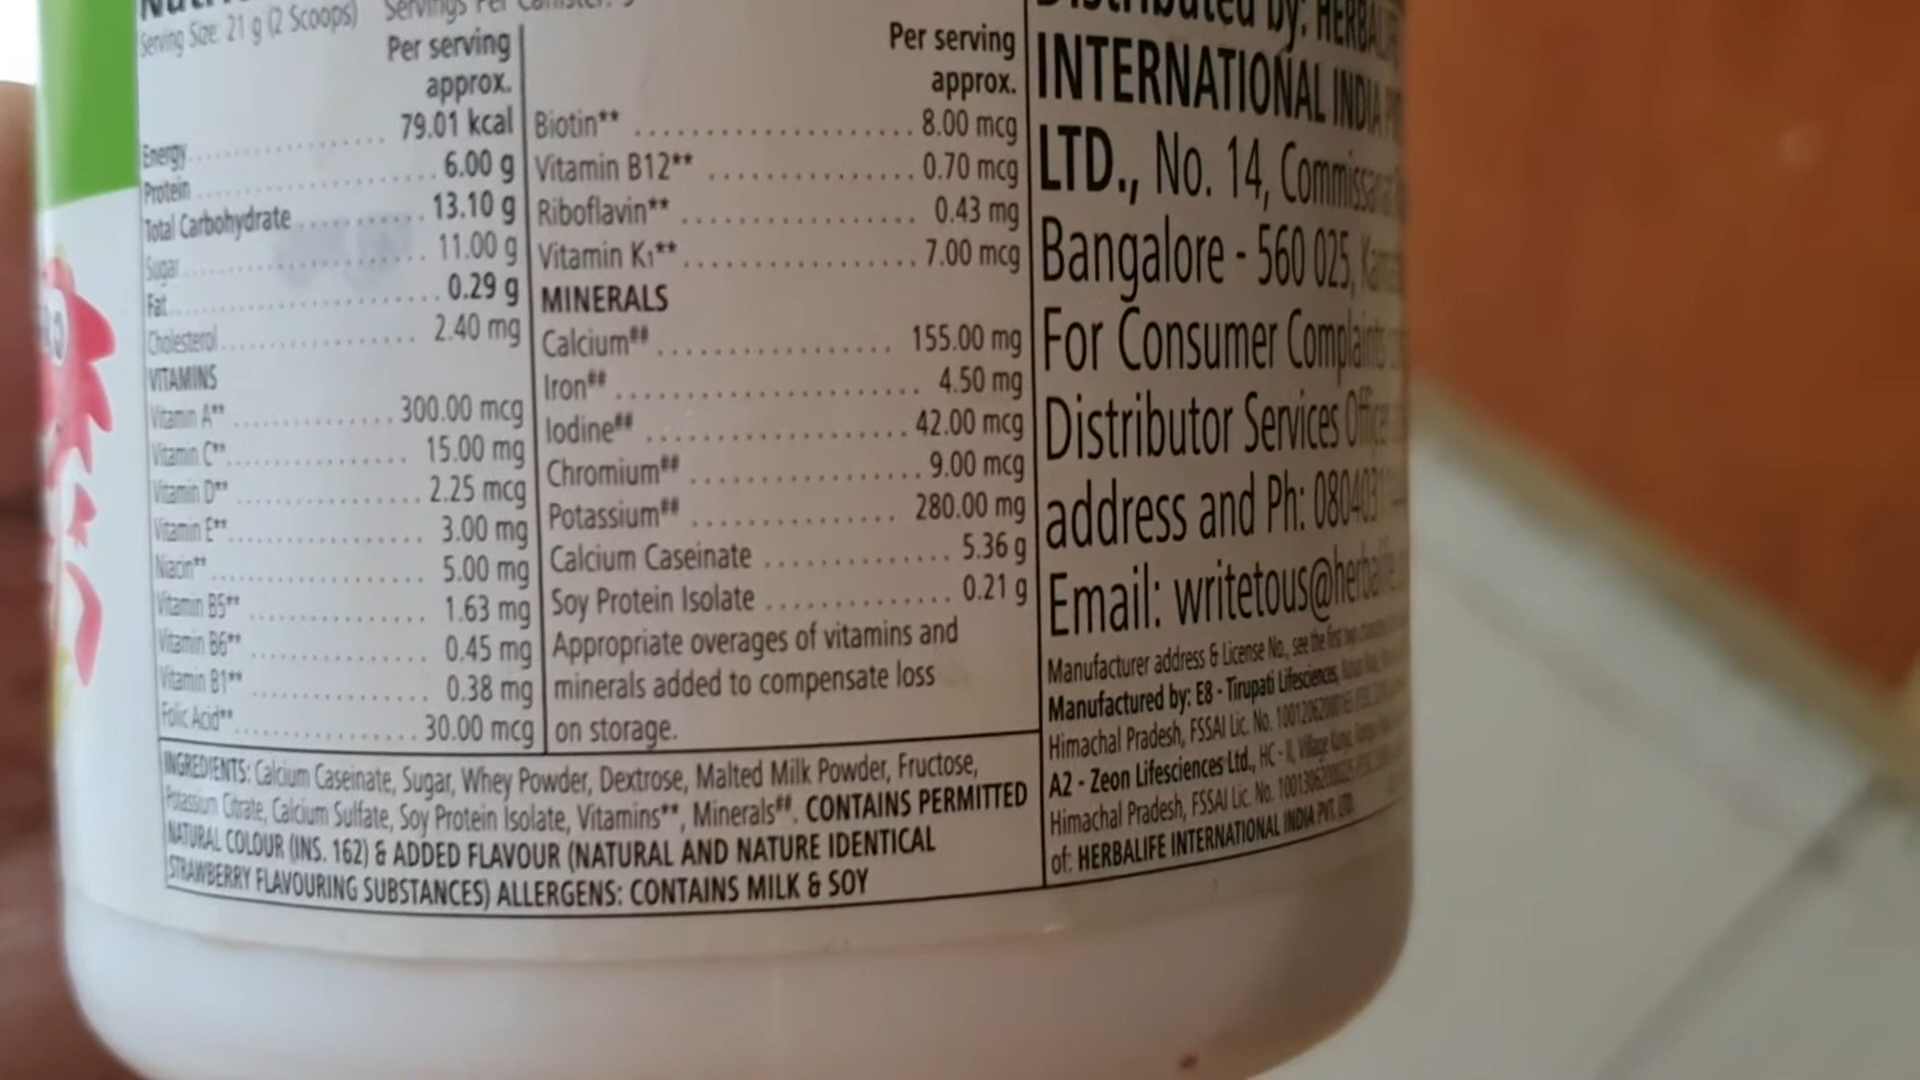 Serving Size: 21 g (2 Scoops) Servings Per
Per serving
approx.
Energy 79.01 kcal
Protein 6.00 g
Total Carbohydrate 13.10 g
Sugar 11.00 g
Fat 0.29 g
Cholesterol 2.40 mg
VITAMINS
Vitamin A** 300.00 mcg
Vitamin C** 15.00 mg
Vitamin D** 2.25 mcg
Vitamin E** 3.00 mg
Niacin** 5.00 mg
Vitamin B5** 1.63 mg
Vitamin B6** 0.45 mg
Vitamin B1** 0.38 mg
Folic Acid** 30.00 mcg
Per serving
approx.
Biotin** 8.00 mcg
Vitamin B12** 0.70 mcg
Riboflavin** 0.43 mg
Vitamin K1** 7.00 mcg
MINERALS
Calcium## 155.00 mg
Iron## 4.50 mg
Iodine## 42.00 mcg
Chromium## 9.00 mcg
Potassium## 280.00 mg
Calcium Caseinate 5.36 g
Soy Protein Isolate 0.21 g
Appropriate overages of vitamins and
minerals added to compensate loss
on storage.
INGREDIENTS: Calcium Caseinate, Sugar, Whey Powder, Dextrose, Malted Milk Powder, Fructose,
Potassium Citrate, Calcium Sulfate, Soy Protein Isolate, Vitamins**, Minerals##. CONTAINS PERMITTED
NATURAL COLOUR (INS. 162) & ADDED FLAVOUR (NATURAL AND NATURE IDENTICAL
STRAWBERRY FLAVOURING SUBSTANCES) ALLERGENS: CONTAINS MILK & SOY
Distributed by:
INTERNATIONAL INDIA
LTD., No. 14,
Bangalore - 560 025,
For Consumer
Distributor Services
address and Ph:
Email:
Manufacturer address & License No., see the first two
Manufactured by: E8 - Tirupati Lifesciences,
Himachal Pradesh, FSSAI Lic. No.
A2 - Zeon Lifesciences Ltd., HC - II, Village
Himachal Pradesh, FSSAI Lic. No.
of: HERBALIFE INTERNATIONAL INDIA PVT. LTD.